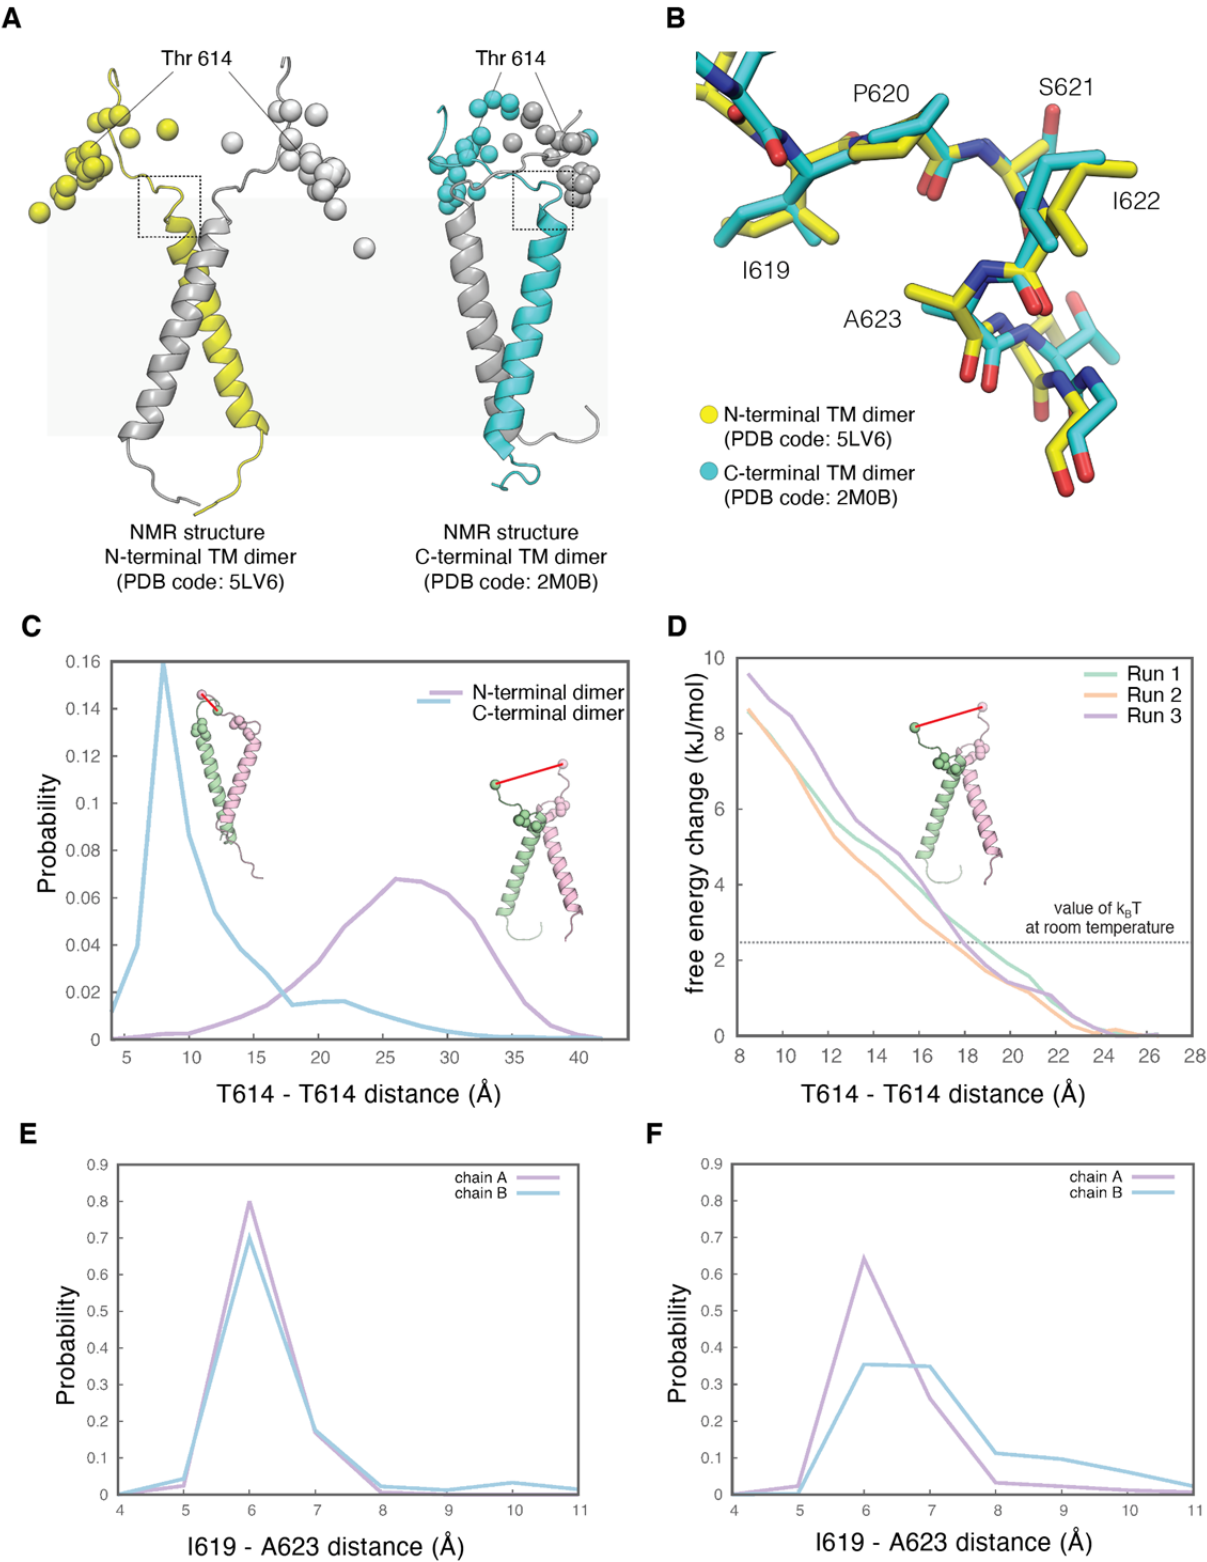 A
Thr 614
Thr 614
NMR structure
N-terminal TM dimer
(PDB code: 5LV6)
NMR structure
C-terminal TM dimer
(PDB code: 2M0B)
B
P620
S621
I622
I619
A623
N-terminal TM dimer
(PDB code: 5LV6)
C-terminal TM dimer
(PDB code: 2M0B)
C
0.16
0.14
0.12
0.1
0.08
0.06
0.04
0.02
0
Probability
N-terminal dimer
C-terminal dimer
5 10 15 20 25 30 35 40
T614 - T614 distance (Å)
D
10
8
6
4
2
0
free energy change (kJ/mol)
Run 1
Run 2
Run 3
value of kBT
at room temperature
8 10 12 14 16 18 20 22 24 26 28
T614 - T614 distance (Å)
E
0.9
0.8
0.7
0.6
0.5
0.4
0.3
0.2
0.1
0
Probability
chain A
chain B
4 5 6 7 8 9 10 11
I619 - A623 distance (Å)
F
0.9
0.8
0.7
0.6
0.5
0.4
0.3
0.2
0.1
0
Probability
chain A
chain B
4 5 6 7 8 9 10 11
I619 - A623 distance (Å)